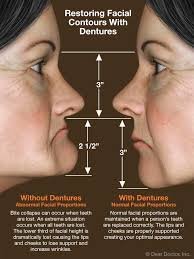 Restoring Facial
Contours With
Dentures
3"
3"
2 1/2"
3"
Without Dentures
Abnormal Facial Proportions
Bite collapse can occur when teeth
are lost. An extreme situation
occurs when all teeth are lost.
The lower third of facial height is
dramatically lost causing the lips
and cheeks to lose support and
increase wrinkles.
With Dentures
Normal Facial Proportions
Normal facial proportions are
maintained when a person's teeth
are replaced correctly. The lips and
cheeks are properly supported
creating your optimal appearance.
© Dear Doctor, Inc.